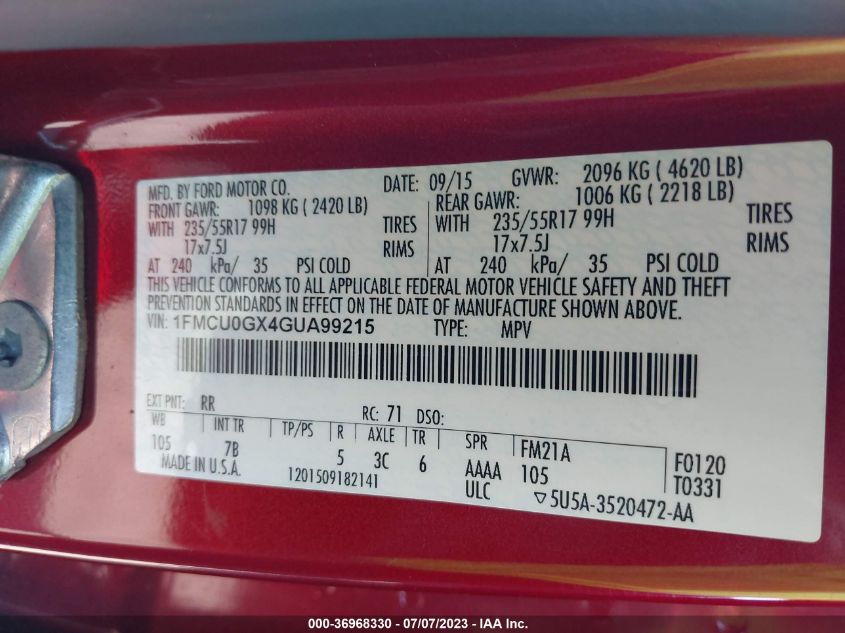 MFD. BY FORD MOTOR CO. DATE: 09/15 GVWR: 2096 KG ( 4620 LB)
FRONT GAWR: 1098 KG ( 2420 LB) REAR GAWR: 1006 KG ( 2218 LB)
WITH 235/55R17 99H TIRES WITH 235/55R17 99H TIRES
17x7.5J RIMS 17x7.5J RIMS
AT 240 kPa/ 35 PSI COLD AT 240 kPa/ 35 PSI COLD
THIS VEHICLE CONFORMS TO ALL APPLICABLE FEDERAL MOTOR VEHICLE SAFETY AND THEFT
PREVENTION STANDARDS IN EFFECT ON THE DATE OF MANUFACTURE SHOWN ABOVE.
VIN: 1FMCU0GX4GUA99215 TYPE: MPV
EXT PNT: RR RC: 71 DSO:
WB INT TR TP/PS R AXLE TR SPR FM21A F0120
105 7B 5 3C 6 AAAA 105 T0331
MADE IN U.S.A. 1201509182141 ULC ▽5U5A-3520472-AA
000-36968330 - 07/07/2023 - IAA Inc.